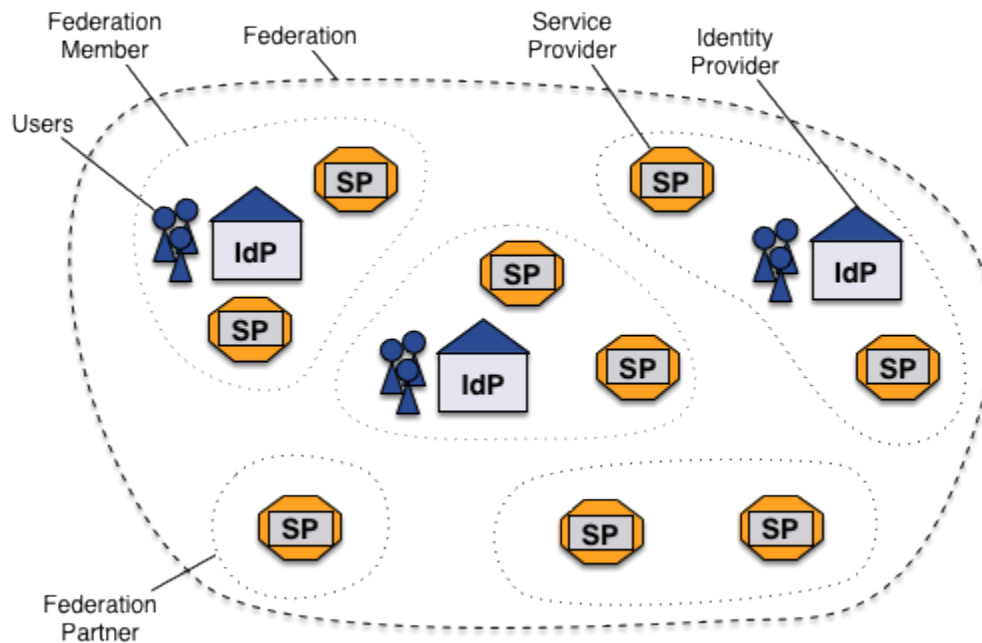 Federation
Member
Federation
Service
Provider
Identity
Provider
Users
SP
SP
IdP
SP
IdP
SP
IdP
SP
SP
SP
SP
SP
Federation
Partner